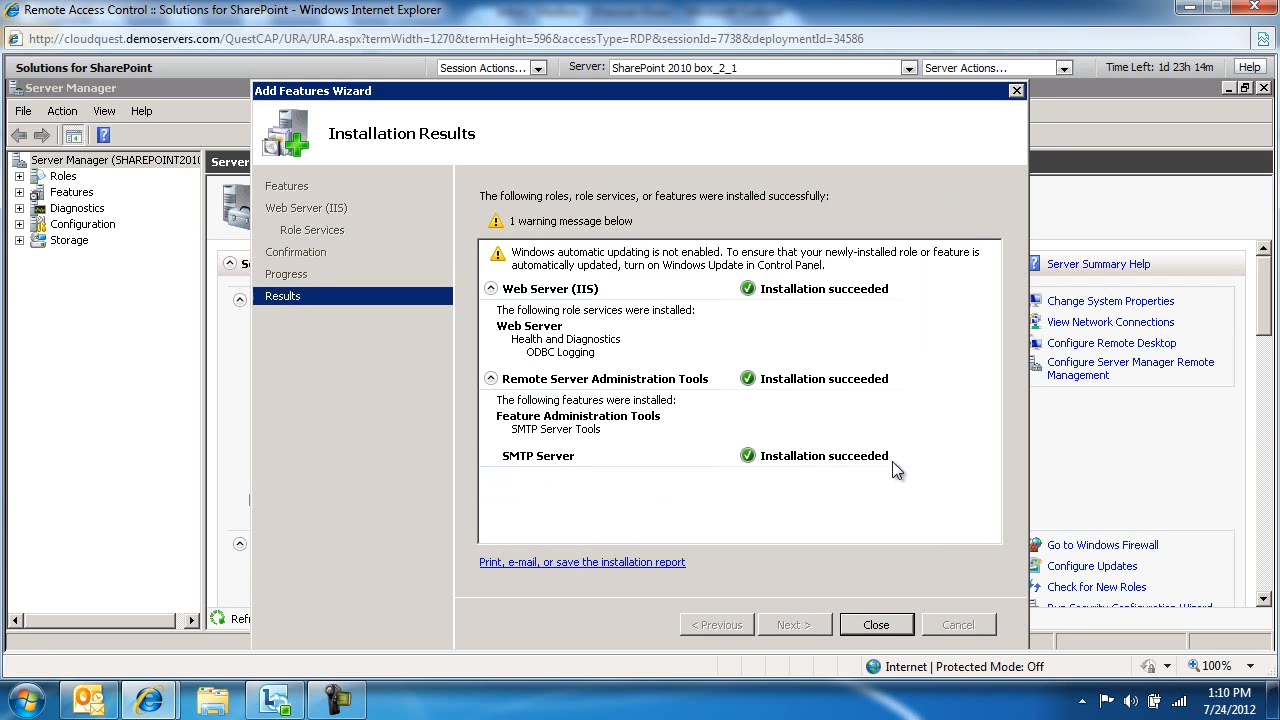 Remote Access Control :: Solutions for SharePoint - Windows Internet Explorer
http://cloudquest.demoservers.com/QuestCAP/URA/URA.aspx?termWidth=1270&termHeight=596&accessType=RDP&sessionId=7738&deploymentId=34586
Solutions for SharePoint
Session Actions...
Server:
SharePoint 2010 box_2_1
Server Actions...
Time Left: 1d 23h 14m
Help
Server Manager
File Action View Help
Server Manager (SHAREPOINT201
Roles
Features
Diagnostics
Configuration
Storage
Server
Add Features Wizard
Installation Results
Features
Web Server (IIS)
Role Services
Confirmation
Progress
Results
The following roles, role services, or features were installed successfully:
1 warning message below
Windows automatic updating is not enabled. To ensure that your newly-installed role or feature is
automatically updated, turn on Windows Update in Control Panel.
Web Server (IIS) Installation succeeded
The following role services were installed:
Web Server
Health and Diagnostics
ODBC Logging
Remote Server Administration Tools Installation succeeded
The following features were installed:
Feature Administration Tools
SMTP Server Tools
SMTP Server Installation succeeded
Print, e-mail, or save the installation report
< Previous
Next >
Close
Cancel
Server Summary Help
Change System Properties
View Network Connections
Configure Remote Desktop
Configure Server Manager Remote
Management
Go to Windows Firewall
Configure Updates
Check for New Roles
Run Security Configuration Wizard
Refr
Internet | Protected Mode: Off
100%
1:10 PM
7/24/2012